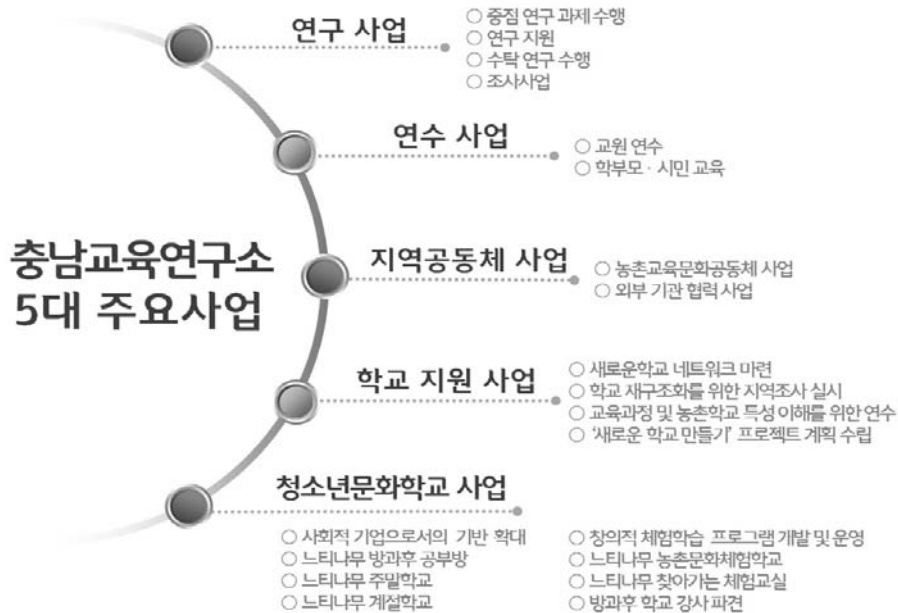 연구 사업
○ 중점 연구 과제 수행
○ 연구 지원
○ 수탁 연구 수행
○ 조사사업
연수 사업
○ 교원 연수
○ 학부모 · 시민 교육
충남교육연구소
5대 주요사업
지역공동체 사업
○ 농촌교육문화공동체 사업
○ 외부 기관 협력 사업
학교 지원 사업
○ 새로운학교 네트워크 마련
○ 학교 재구조화를 위한 지역조사 실시
○ 교육과정 및 농촌학교 특성 이해를 위한 연수
○ '새로운 학교 만들기' 프로젝트 계획 수립
청소년문화학교 사업
○ 사회적 기업으로서의 기반 확대
○ 느티나무 방과후 공부방
○ 느티나무 주말학교
○ 느티나무 계절학교
○ 창의적 체험학습 프로그램 개발 및 운영
○ 느티나무 농촌문화체험학교
○ 느티나무 찾아가는 체험교실
○ 방과후 학교 강사 파견